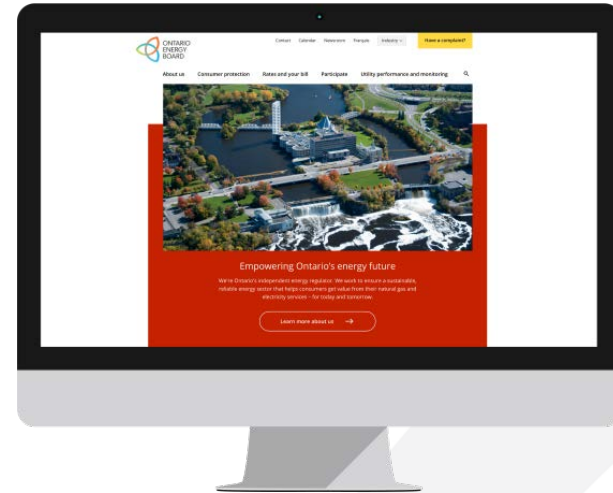 ONTARIO
ENERGY
BOARD
Contact Calendar Newsroom Français Industry
Have a complaint?
About us Consumer protection Rates and your bill Participate Utility performance and monitoring
Empowering Ontario's energy future
We're Ontario's independent energy regulator. We work to ensure a sustainable,
reliable energy sector that helps consumers get value from their natural gas and
electricity services – for today and tomorrow.
Learn more about us